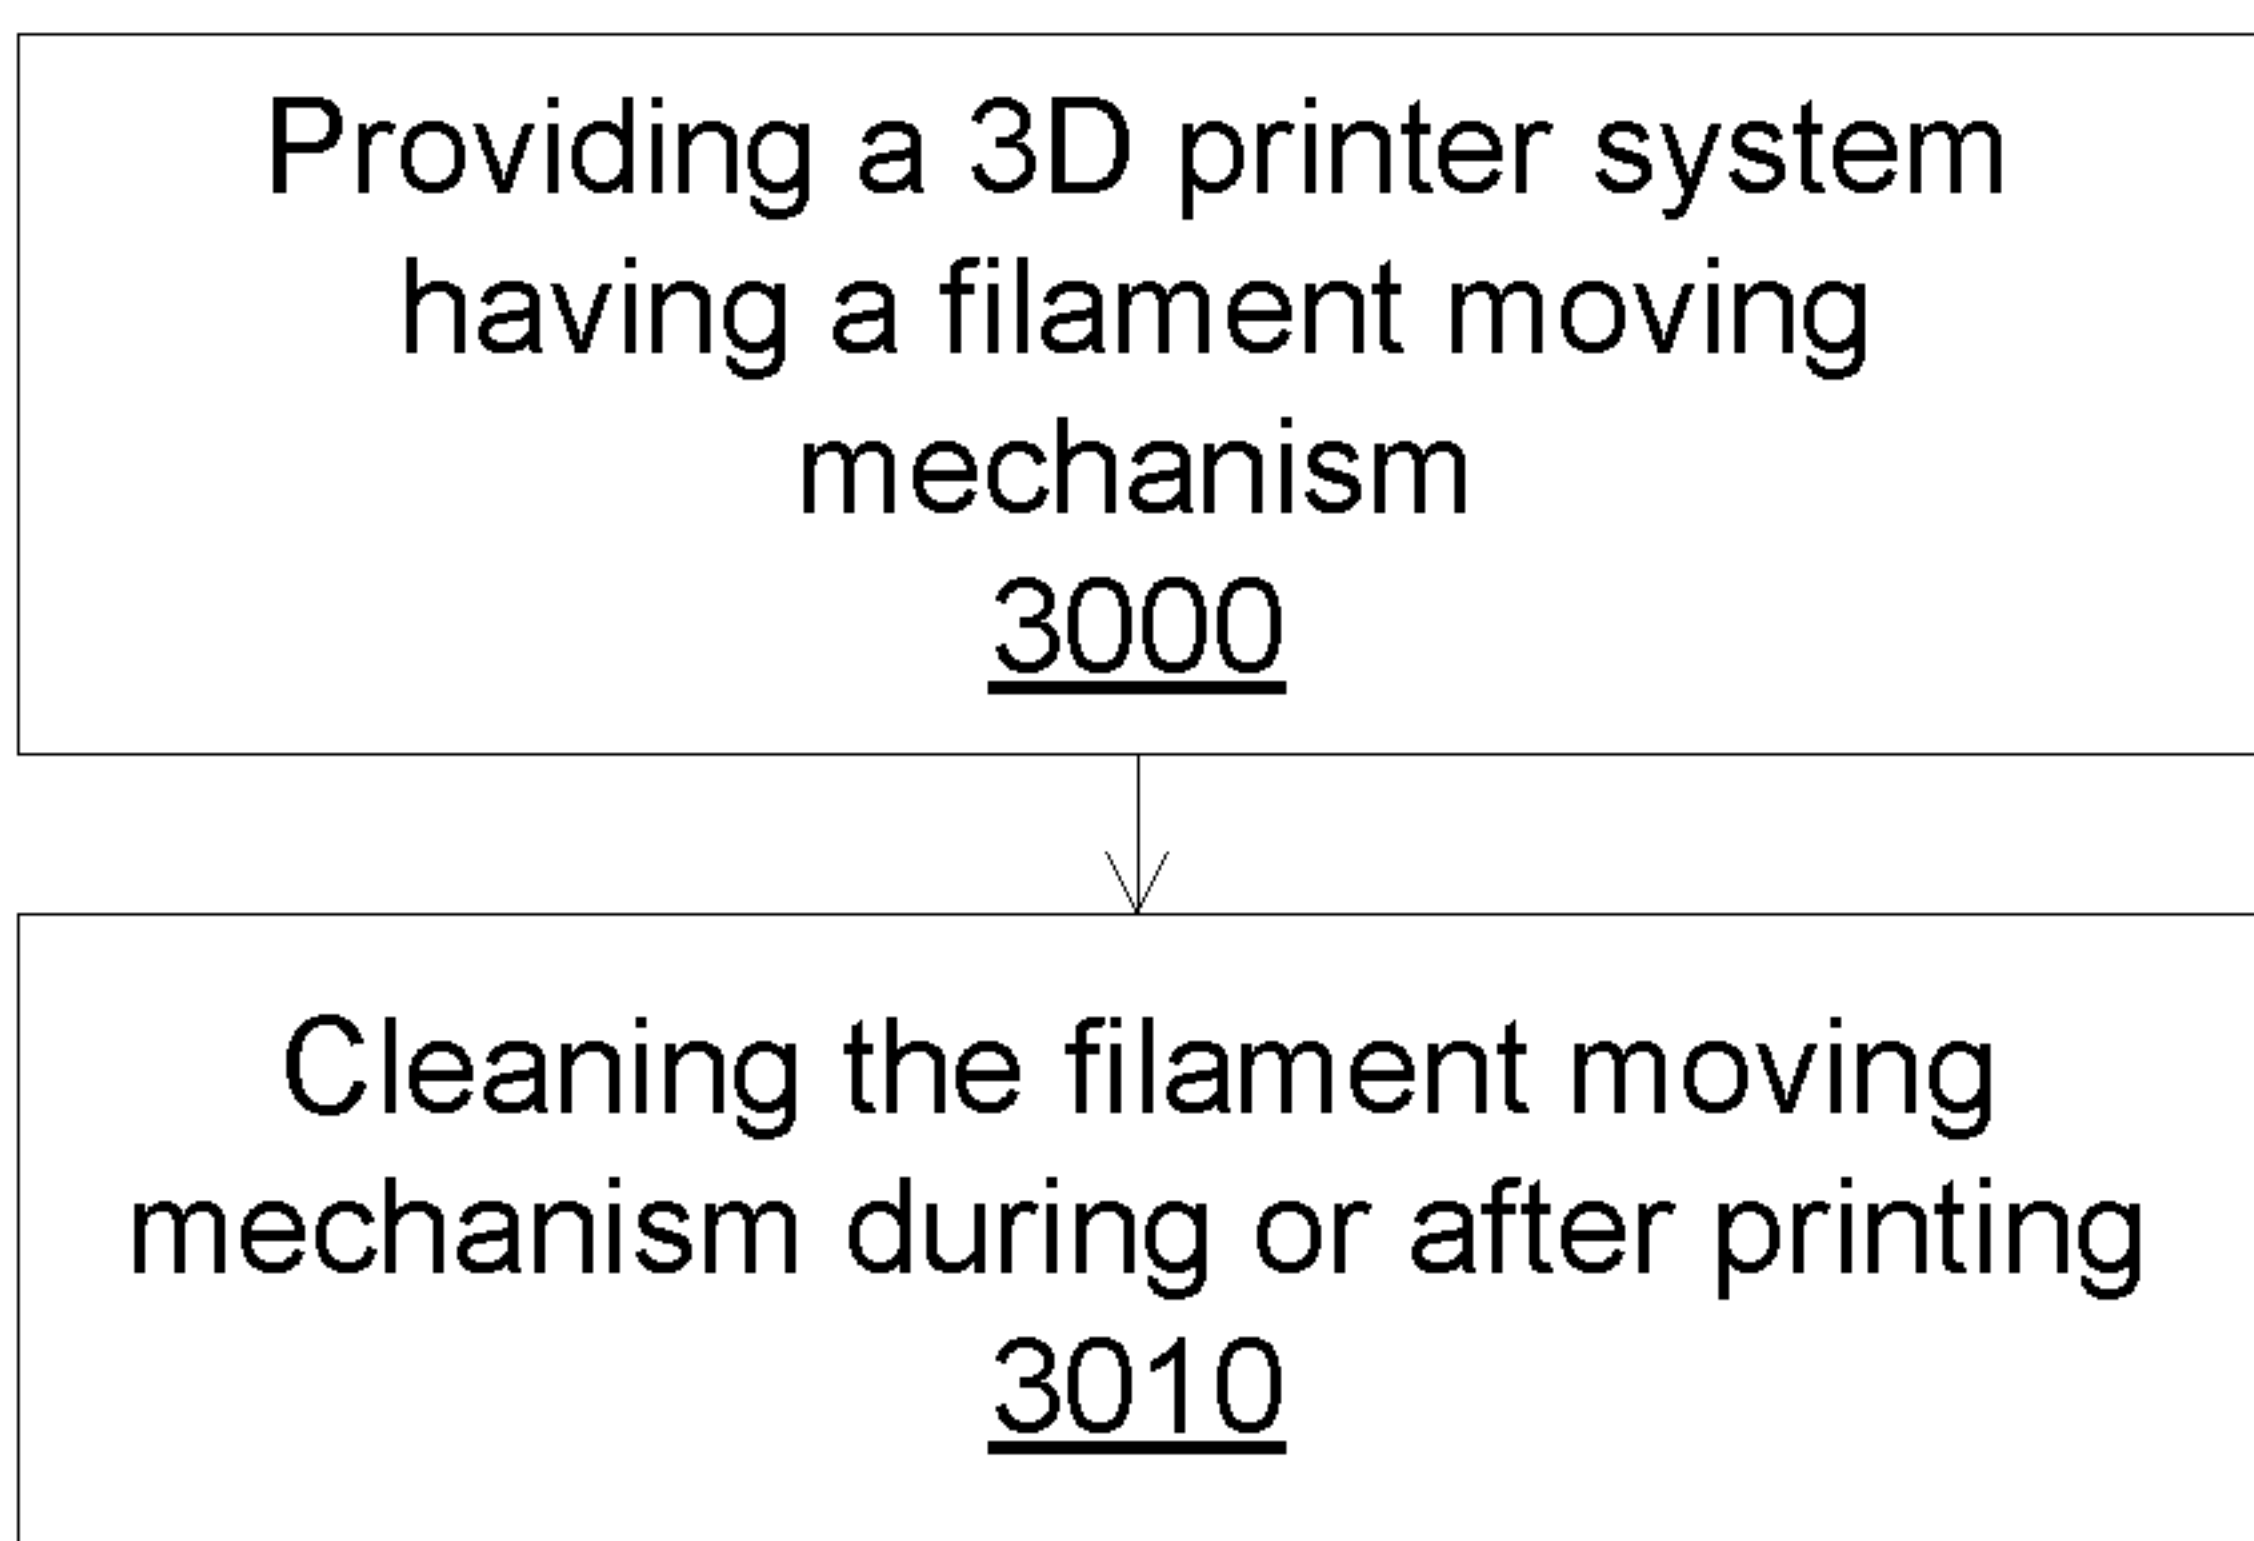 Providing a 3D printer system
having a filament moving
mechanism
3000
Cleaning the filament moving
mechanism during or after printing
3010